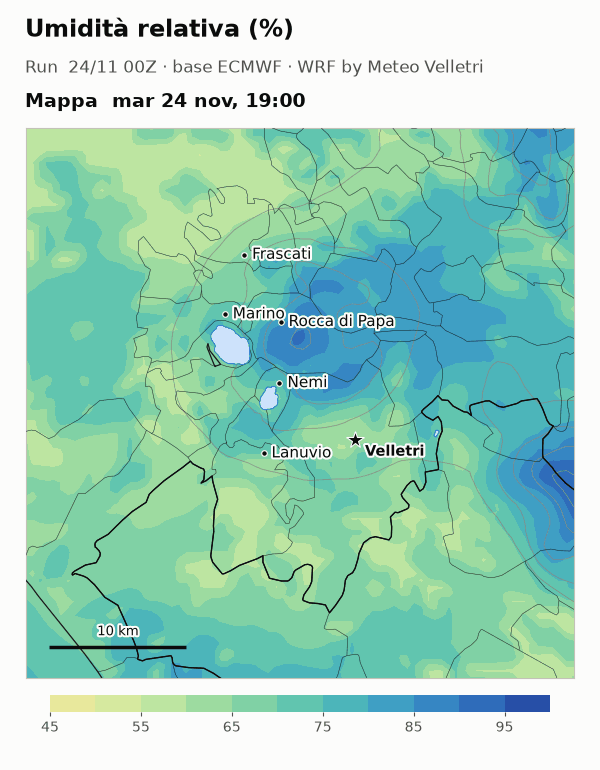 Umidità relativa (%)
Run  24/11 00Z · base ECMWF · WRF by Meteo Velletri
Mappa  mar 24 nov, 19:00
Frascati
Marino
Rocca di Papa
Nemi
Velletri
Lanuvio
10 km
45 55 65 75 85 95